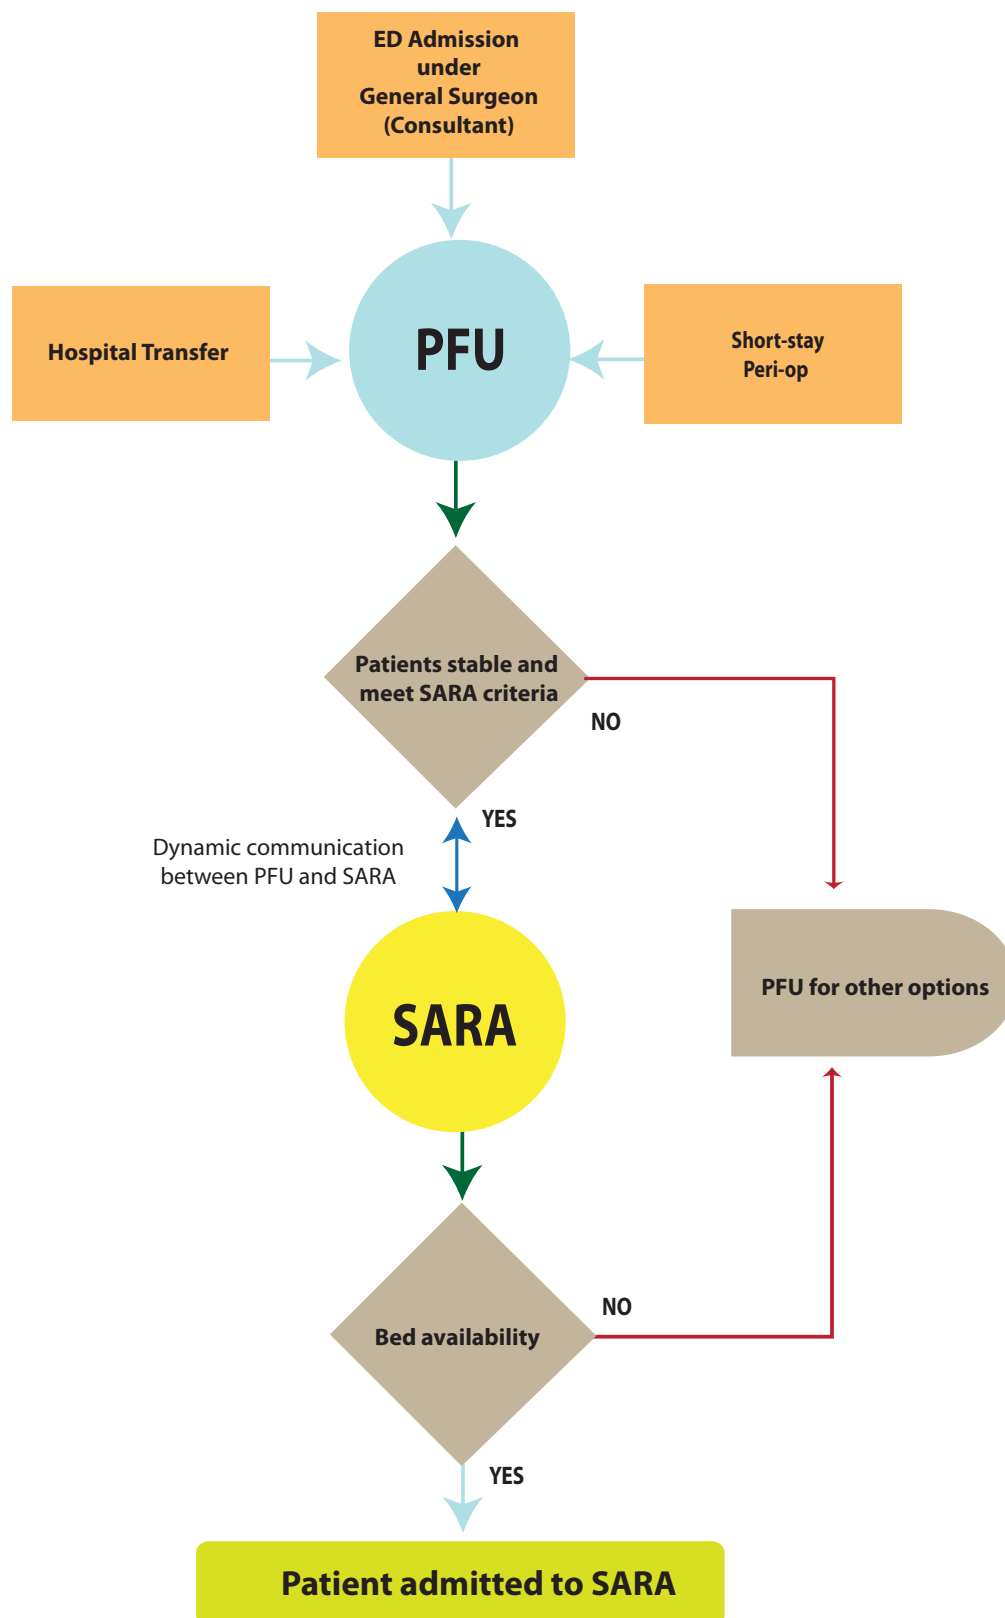 ED Admission
under
General Surgeon
(Consultant)
Hospital Transfer
PFU
Short-stay
Peri-op
Patients stable and
meet SARA criteria
NO
YES
Dynamic communication
between PFU and SARA
SARA
PFU for other options
Bed availability
NO
YES
Patient admitted to SARA